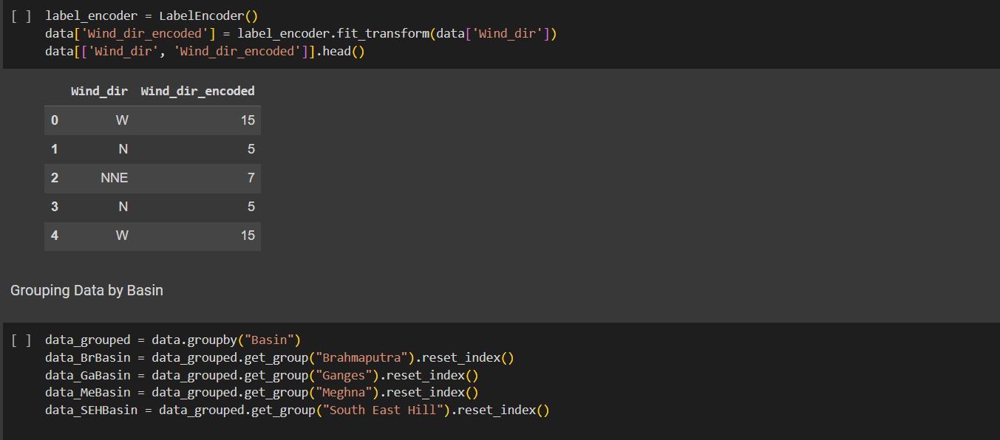 [ ] label_encoder = LabelEncoder()
data['Wind_dir_encoded'] = label_encoder.fit_transform(data['Wind_dir'])
data[['Wind_dir', 'Wind_dir_encoded']].head()
Wind_dir Wind_dir_encoded
0 W 15
1 N 5
2 NNE 7
3 N 5
4 W 15
Grouping Data by Basin
[ ] data_grouped = data.groupby("Basin")
data_BrBasin = data_grouped.get_group("Brahmaputra").reset_index()
data_GaBasin = data_grouped.get_group("Ganges").reset_index()
data_MeBasin = data_grouped.get_group("Meghna").reset_index()
data_SEHBasin = data_grouped.get_group("South East Hill").reset_index()